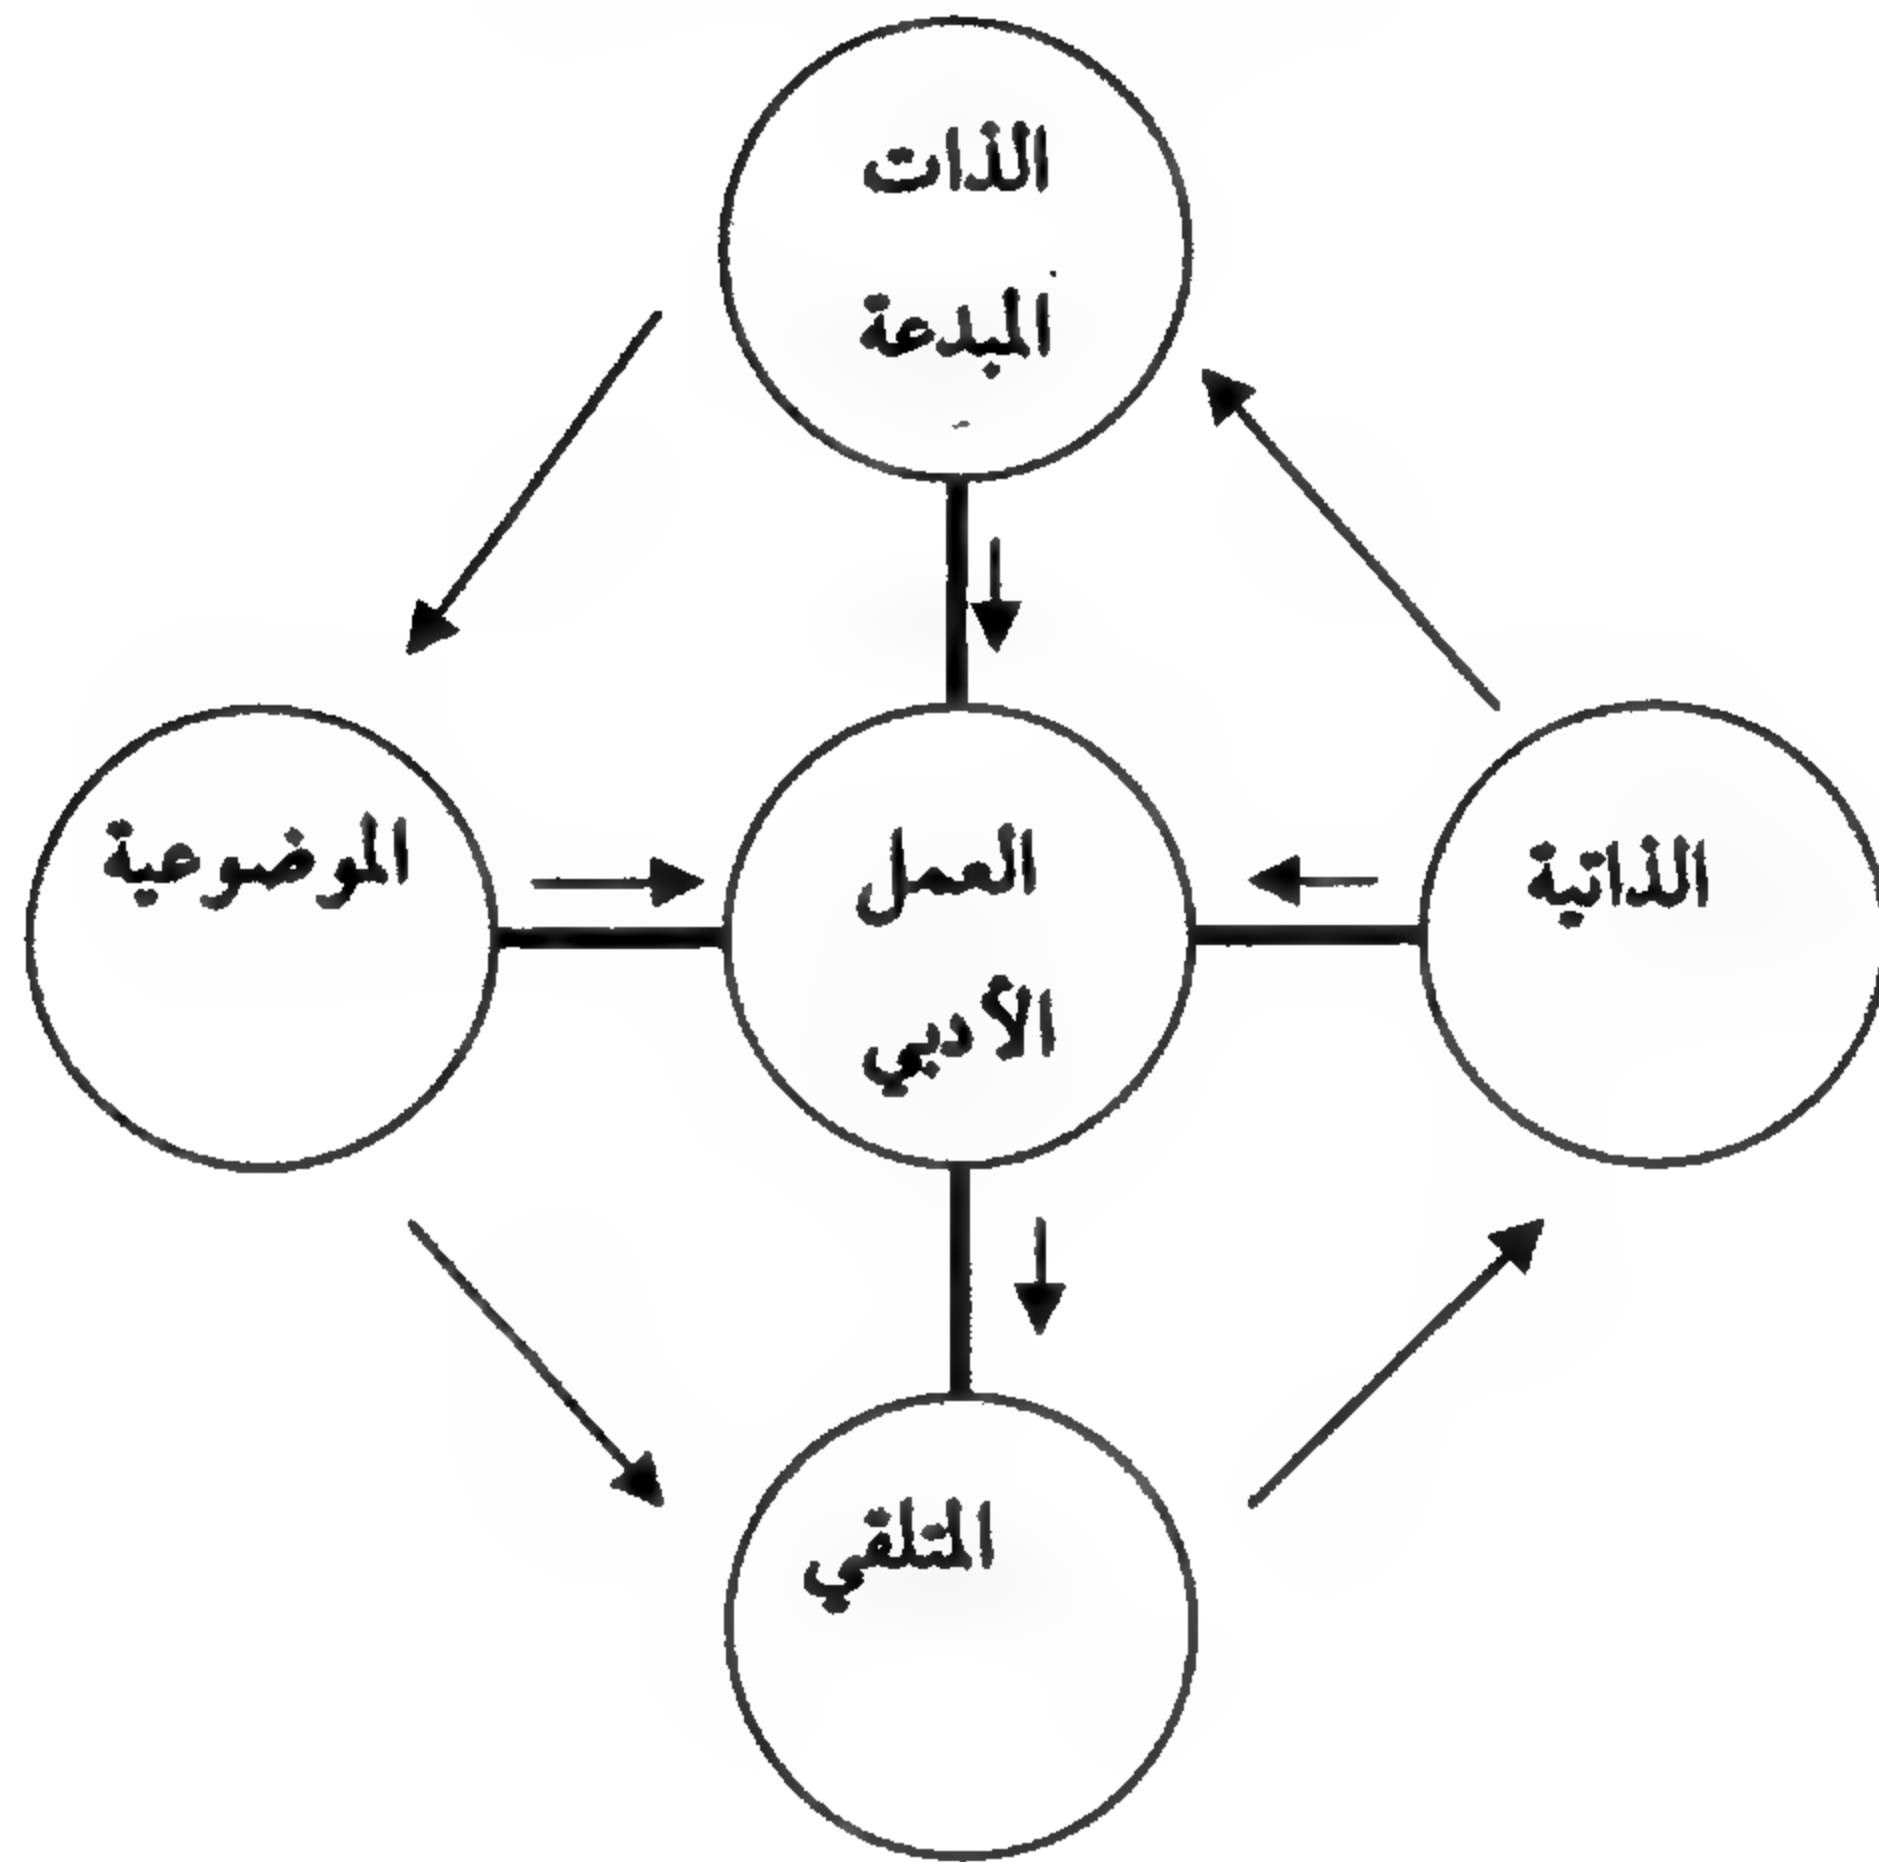 الذات
المبدعة
الذاتية
العمل
الأدبي
الموضوعية
المتلقي